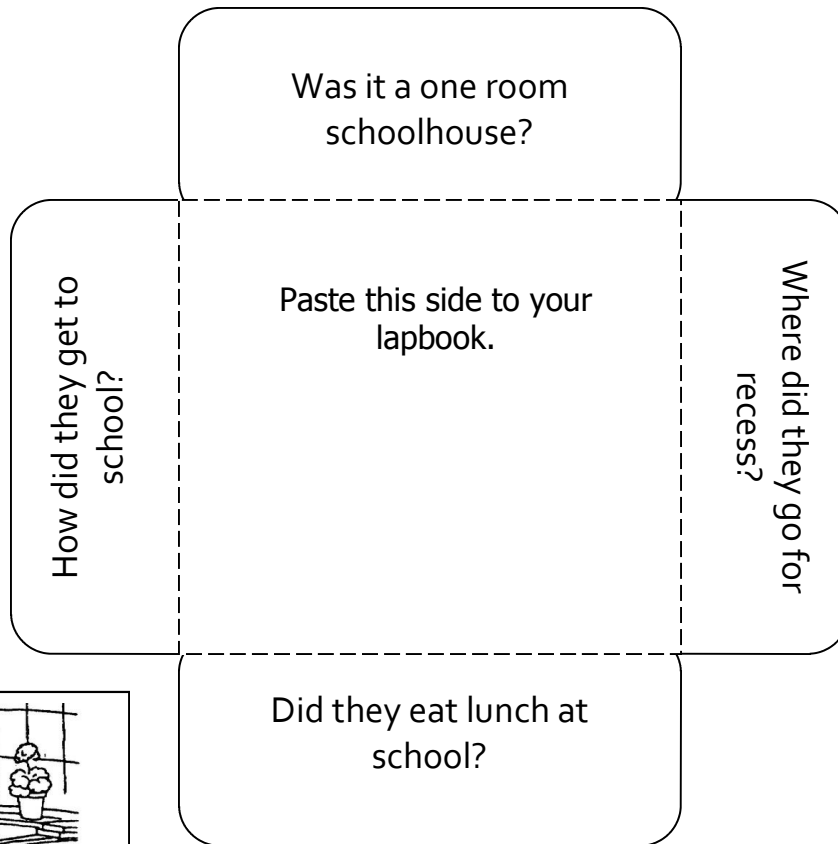 Was it a one room
schoolhouse?
How did they get to
school?
Paste this side to your
lapbook.
Where did they go for
recess?
Did they eat lunch at
school?